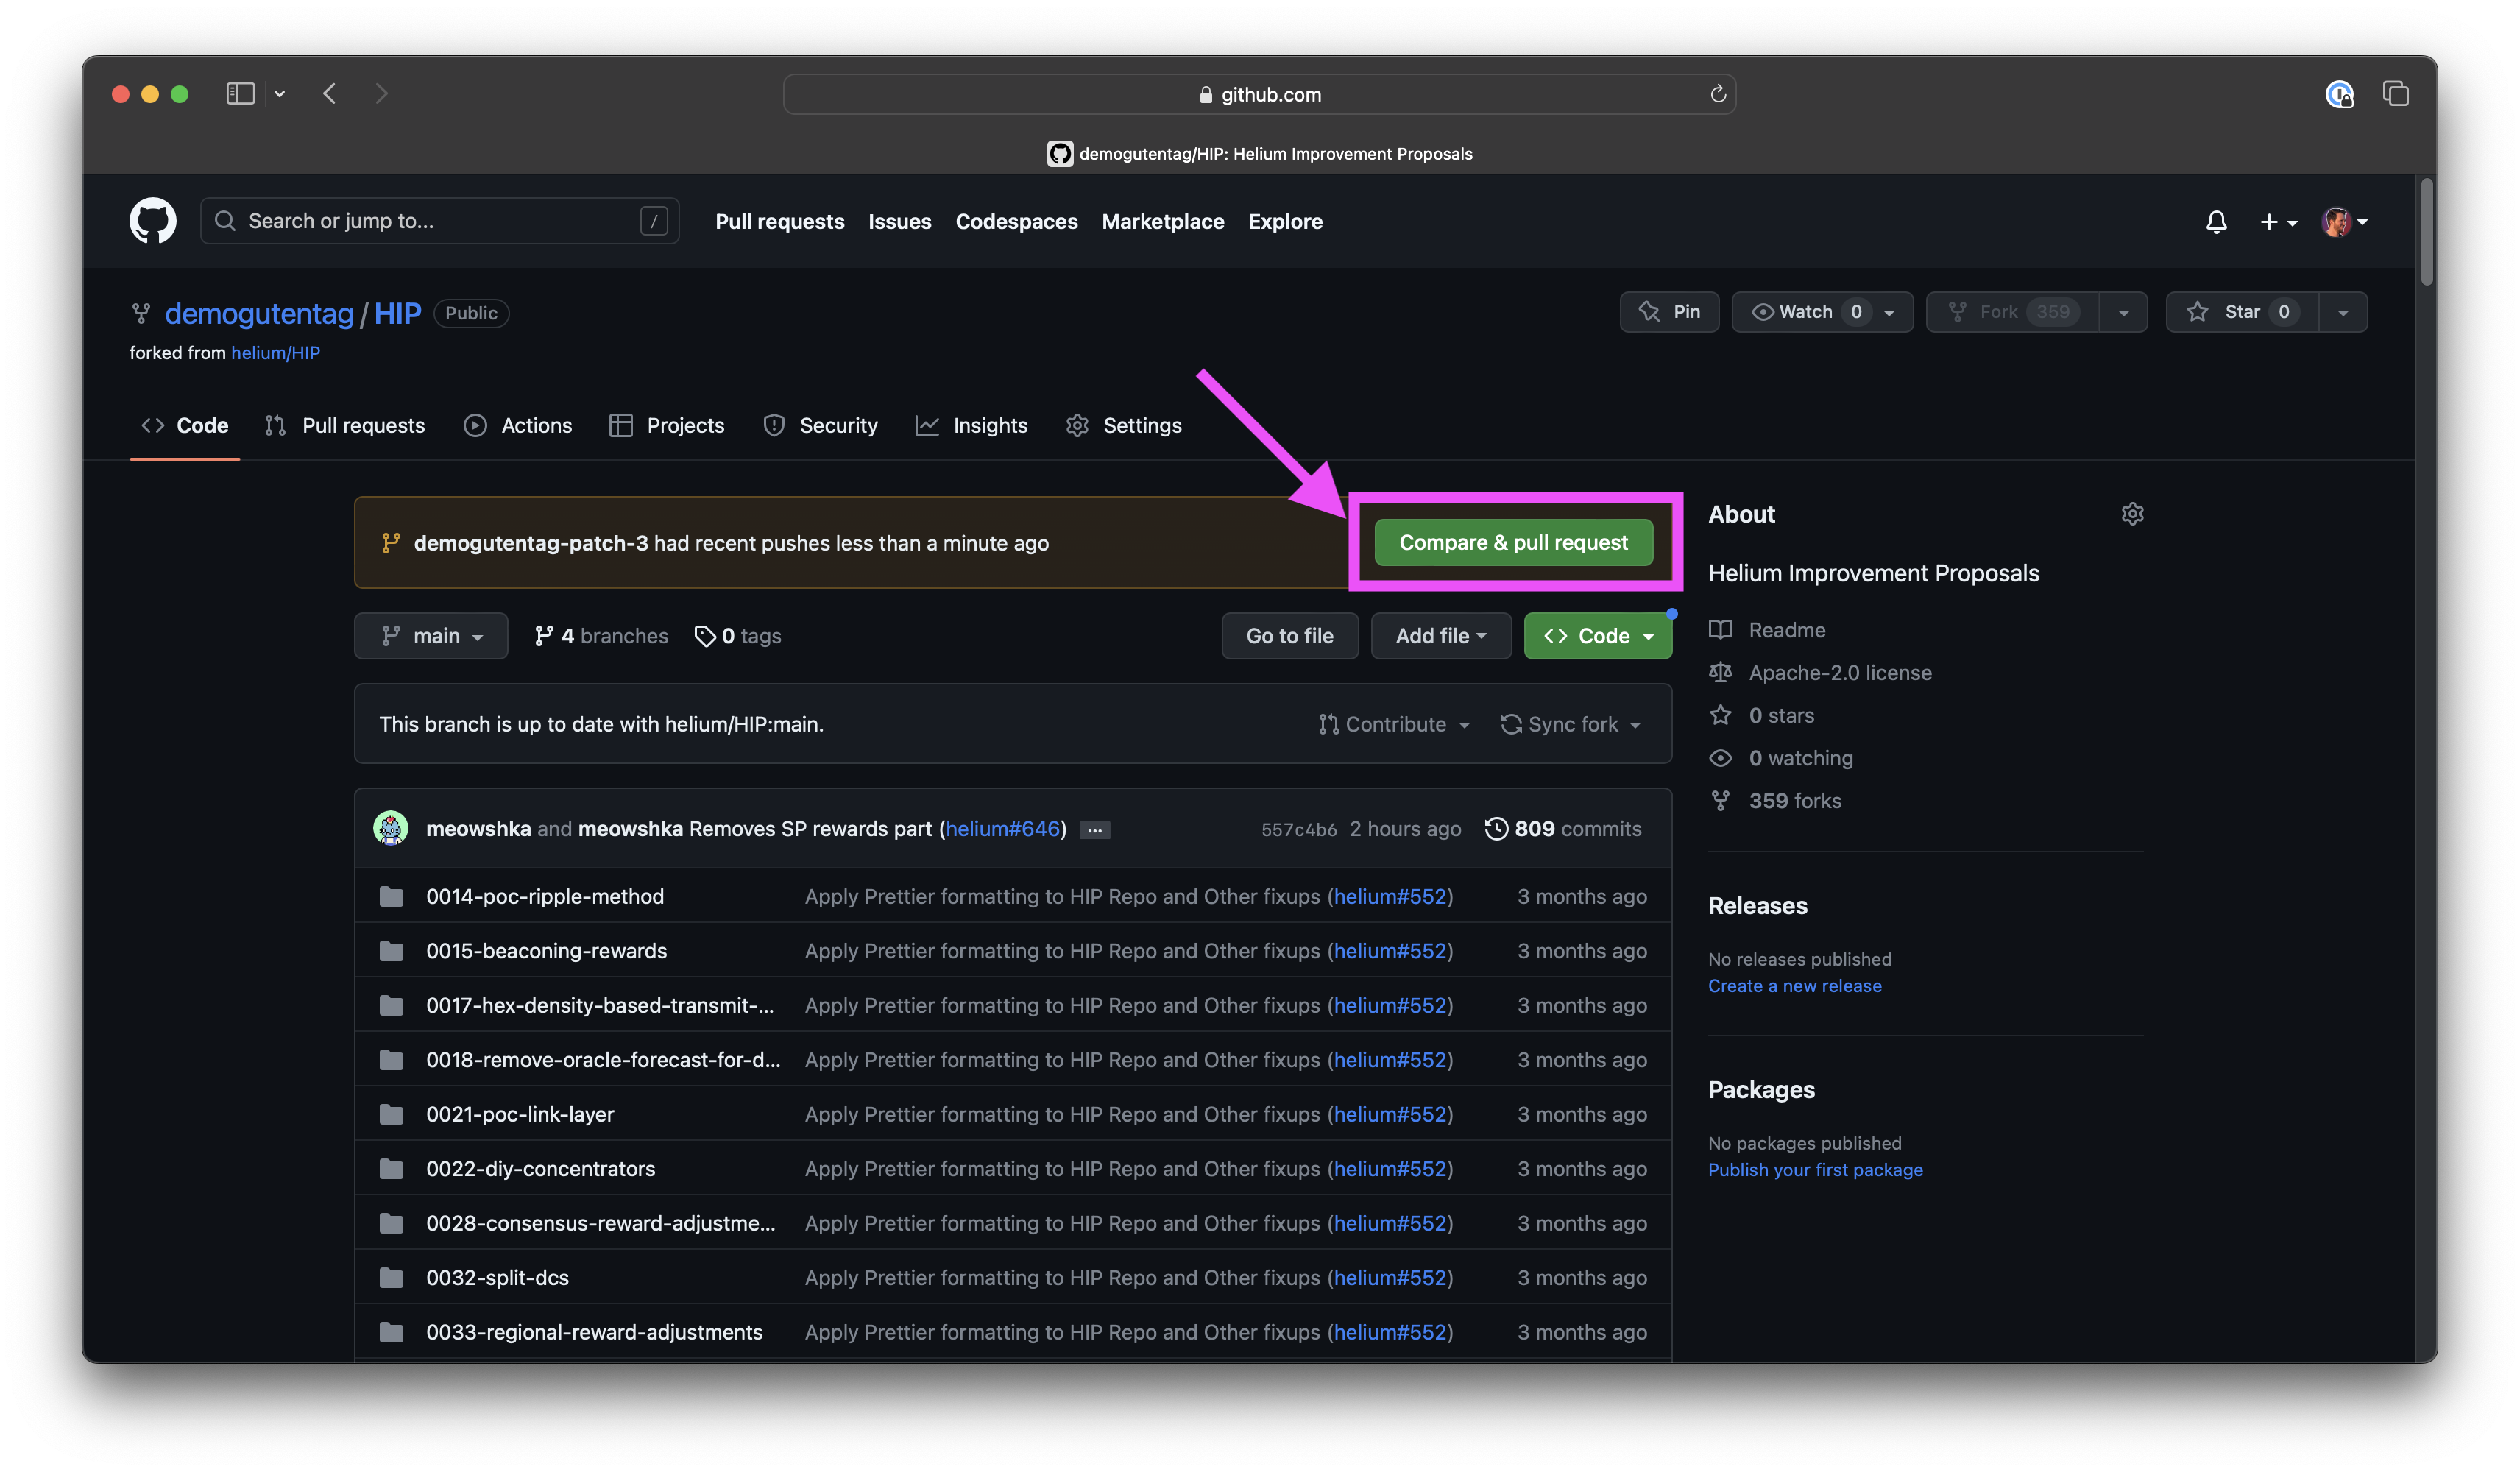 github.com
demogutentag/HIP: Helium Improvement Proposals
Search or jump to... /
Pull requests Issues Codespaces Marketplace Explore
demogutentag / HIP Public
Pin Watch 0 Fork 359 Star 0
forked from helium/HIP
Code Pull requests Actions Projects Security Insights Settings
demogutentag-patch-3 had recent pushes less than a minute ago Compare & pull request
main 4 branches 0 tags Go to file Add file Code
This branch is up to date with helium/HIP:main. Contribute Sync fork
meowshka and meowshka Removes SP rewards part (helium#646) ... 557c4b6 2 hours ago 809 commits
0014-poc-ripple-method Apply Prettier formatting to HIP Repo and Other fixups (helium#552) 3 months ago
0015-beaconing-rewards Apply Prettier formatting to HIP Repo and Other fixups (helium#552) 3 months ago
0017-hex-density-based-transmit-... Apply Prettier formatting to HIP Repo and Other fixups (helium#552) 3 months ago
0018-remove-oracle-forecast-for-d... Apply Prettier formatting to HIP Repo and Other fixups (helium#552) 3 months ago
0021-poc-link-layer Apply Prettier formatting to HIP Repo and Other fixups (helium#552) 3 months ago
0022-diy-concentrators Apply Prettier formatting to HIP Repo and Other fixups (helium#552) 3 months ago
0028-consensus-reward-adjustme... Apply Prettier formatting to HIP Repo and Other fixups (helium#552) 3 months ago
0032-split-dcs Apply Prettier formatting to HIP Repo and Other fixups (helium#552) 3 months ago
0033-regional-reward-adjustments Apply Prettier formatting to HIP Repo and Other fixups (helium#552) 3 months ago
About
Helium Improvement Proposals
Readme
Apache-2.0 license
0 stars
0 watching
359 forks
Releases
No releases published
Create a new release
Packages
No packages published
Publish your first package